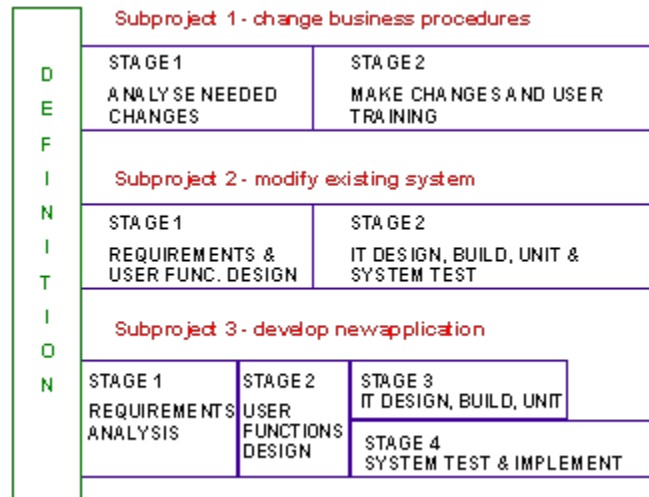 Subproject 1 - change business procedures
DEFINITION
STAGE 1
ANALYSE NEEDED
CHANGES
STAGE 2
MAKE CHANGES AND USER
TRAINING
Subproject 2 - modify existing system
STAGE 1
REQUIREMENTS &
USER FUNC. DESIGN
STAGE 2
IT DESIGN, BUILD, UNIT &
SYSTEM TEST
Subproject 3 - develop newapplication
STAGE 1
REQUIREMENTS
ANALYSIS
STAGE 2
USER
FUNCTIONS
DESIGN
STAGE 3
IT DESIGN, BUILD, UNIT
STAGE 4
SYSTEM TEST & IMPLEMENT